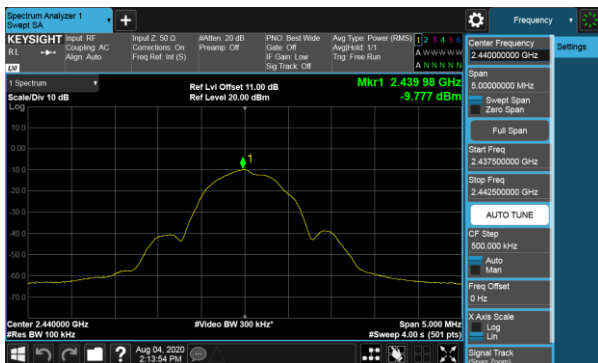 Spectrum Analyzer 1
Swept SA
+
Frequency
KEYSIGHT
RL
Input: RF
Coupling: AC
Align: Auto
Input Z: 50 Ω
Corrections: On
Freq Ref: Int (S)
#Atten: 20 dB
Preamp: Off
PNO: Best Wide
Gate: Off
IF Gain: Low
Sig Track: Off
Avg Type: Power (RMS)
Avg|Hold: 1/1
Trig: Free Run
1 2 3 4 5 6
A W W W W W
A N N N N N
LXI
1 Spectrum
Scale/Div 10 dB
Log
Ref Lvl Offset 11.00 dB
Ref Level 20.00 dBm
Mkr1 2.439 98 GHz
-9.777 dBm
10.0
0.00
-10.0
-20.0
-30.0
-40.0
-50.0
-60.0
-70.0
1
Center 2.440000 GHz
#Res BW 100 kHz
#Video BW 300 kHz*
Span 5.000 MHz
#Sweep 4.00 s (501 pts)
Aug 04, 2020
2:13:54 PM
?
Center Frequency
2.440000000 GHz
Settings
Span
5.00000000 MHz
Swept Span
Zero Span
Full Span
Start Freq
2.437500000 GHz
Stop Freq
2.442500000 GHz
AUTO TUNE
CF Step
500.000 kHz
Auto
Man
Freq Offset
0 Hz
X Axis Scale
Log
Lin
Signal Track
(Span Zoom)